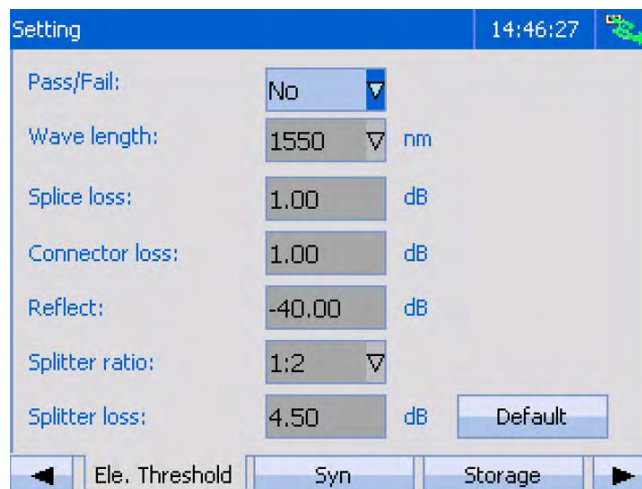 Setting 14:46:27
Pass/Fail: No
Wave length: 1550 nm
Splice loss: 1.00 dB
Connector loss: 1.00 dB
Reflect: -40.00 dB
Splitter ratio: 1:2
Splitter loss: 4.50 dB Default
Ele. Threshold Syn Storage